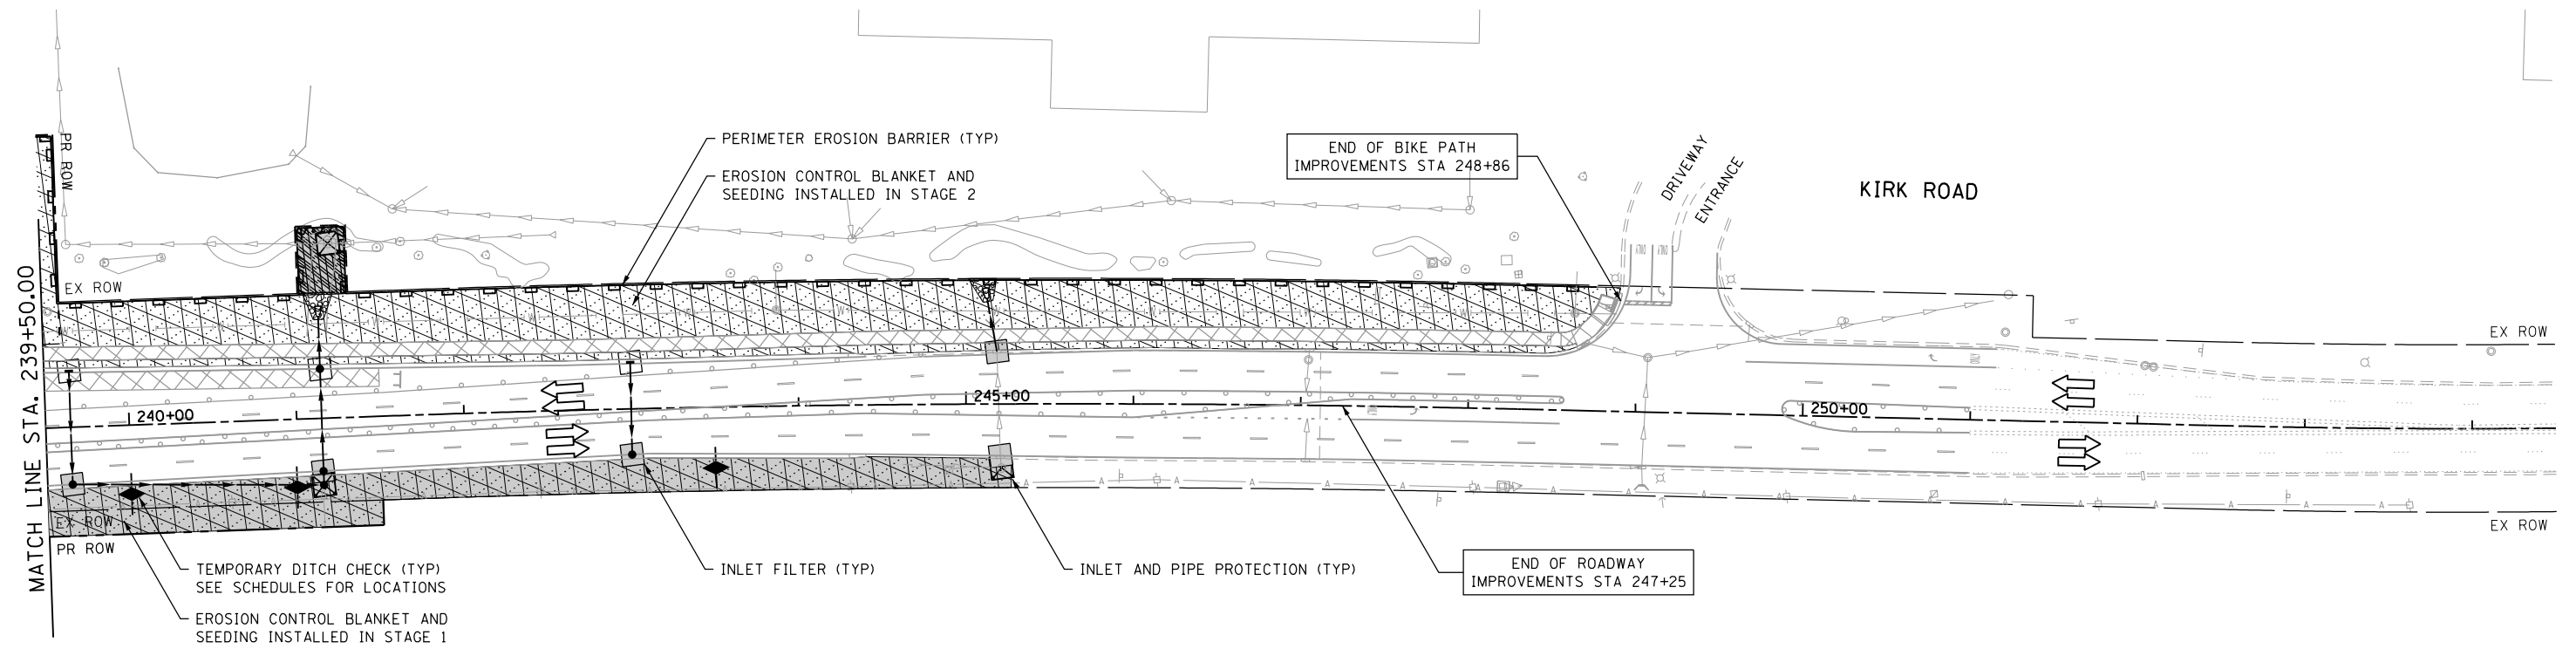 PR ROW
PERIMETER EROSION BARRIER (TYP)
EROSION CONTROL BLANKET AND
SEEDING INSTALLED IN STAGE 2
END OF BIKE PATH
IMPROVEMENTS STA 248+86
DRIVEWAY
ENTRANCE
KIRK ROAD
EX ROW
EX ROW
MATCH LINE STA. 239+50.00
240+00
245+00
250+00
EX ROW
PR ROW
EX ROW
TEMPORARY DITCH CHECK (TYP)
SEE SCHEDULES FOR LOCATIONS
INLET FILTER (TYP)
INLET AND PIPE PROTECTION (TYP)
END OF ROADWAY
IMPROVEMENTS STA 247+25
EROSION CONTROL BLANKET AND
SEEDING INSTALLED IN STAGE 1